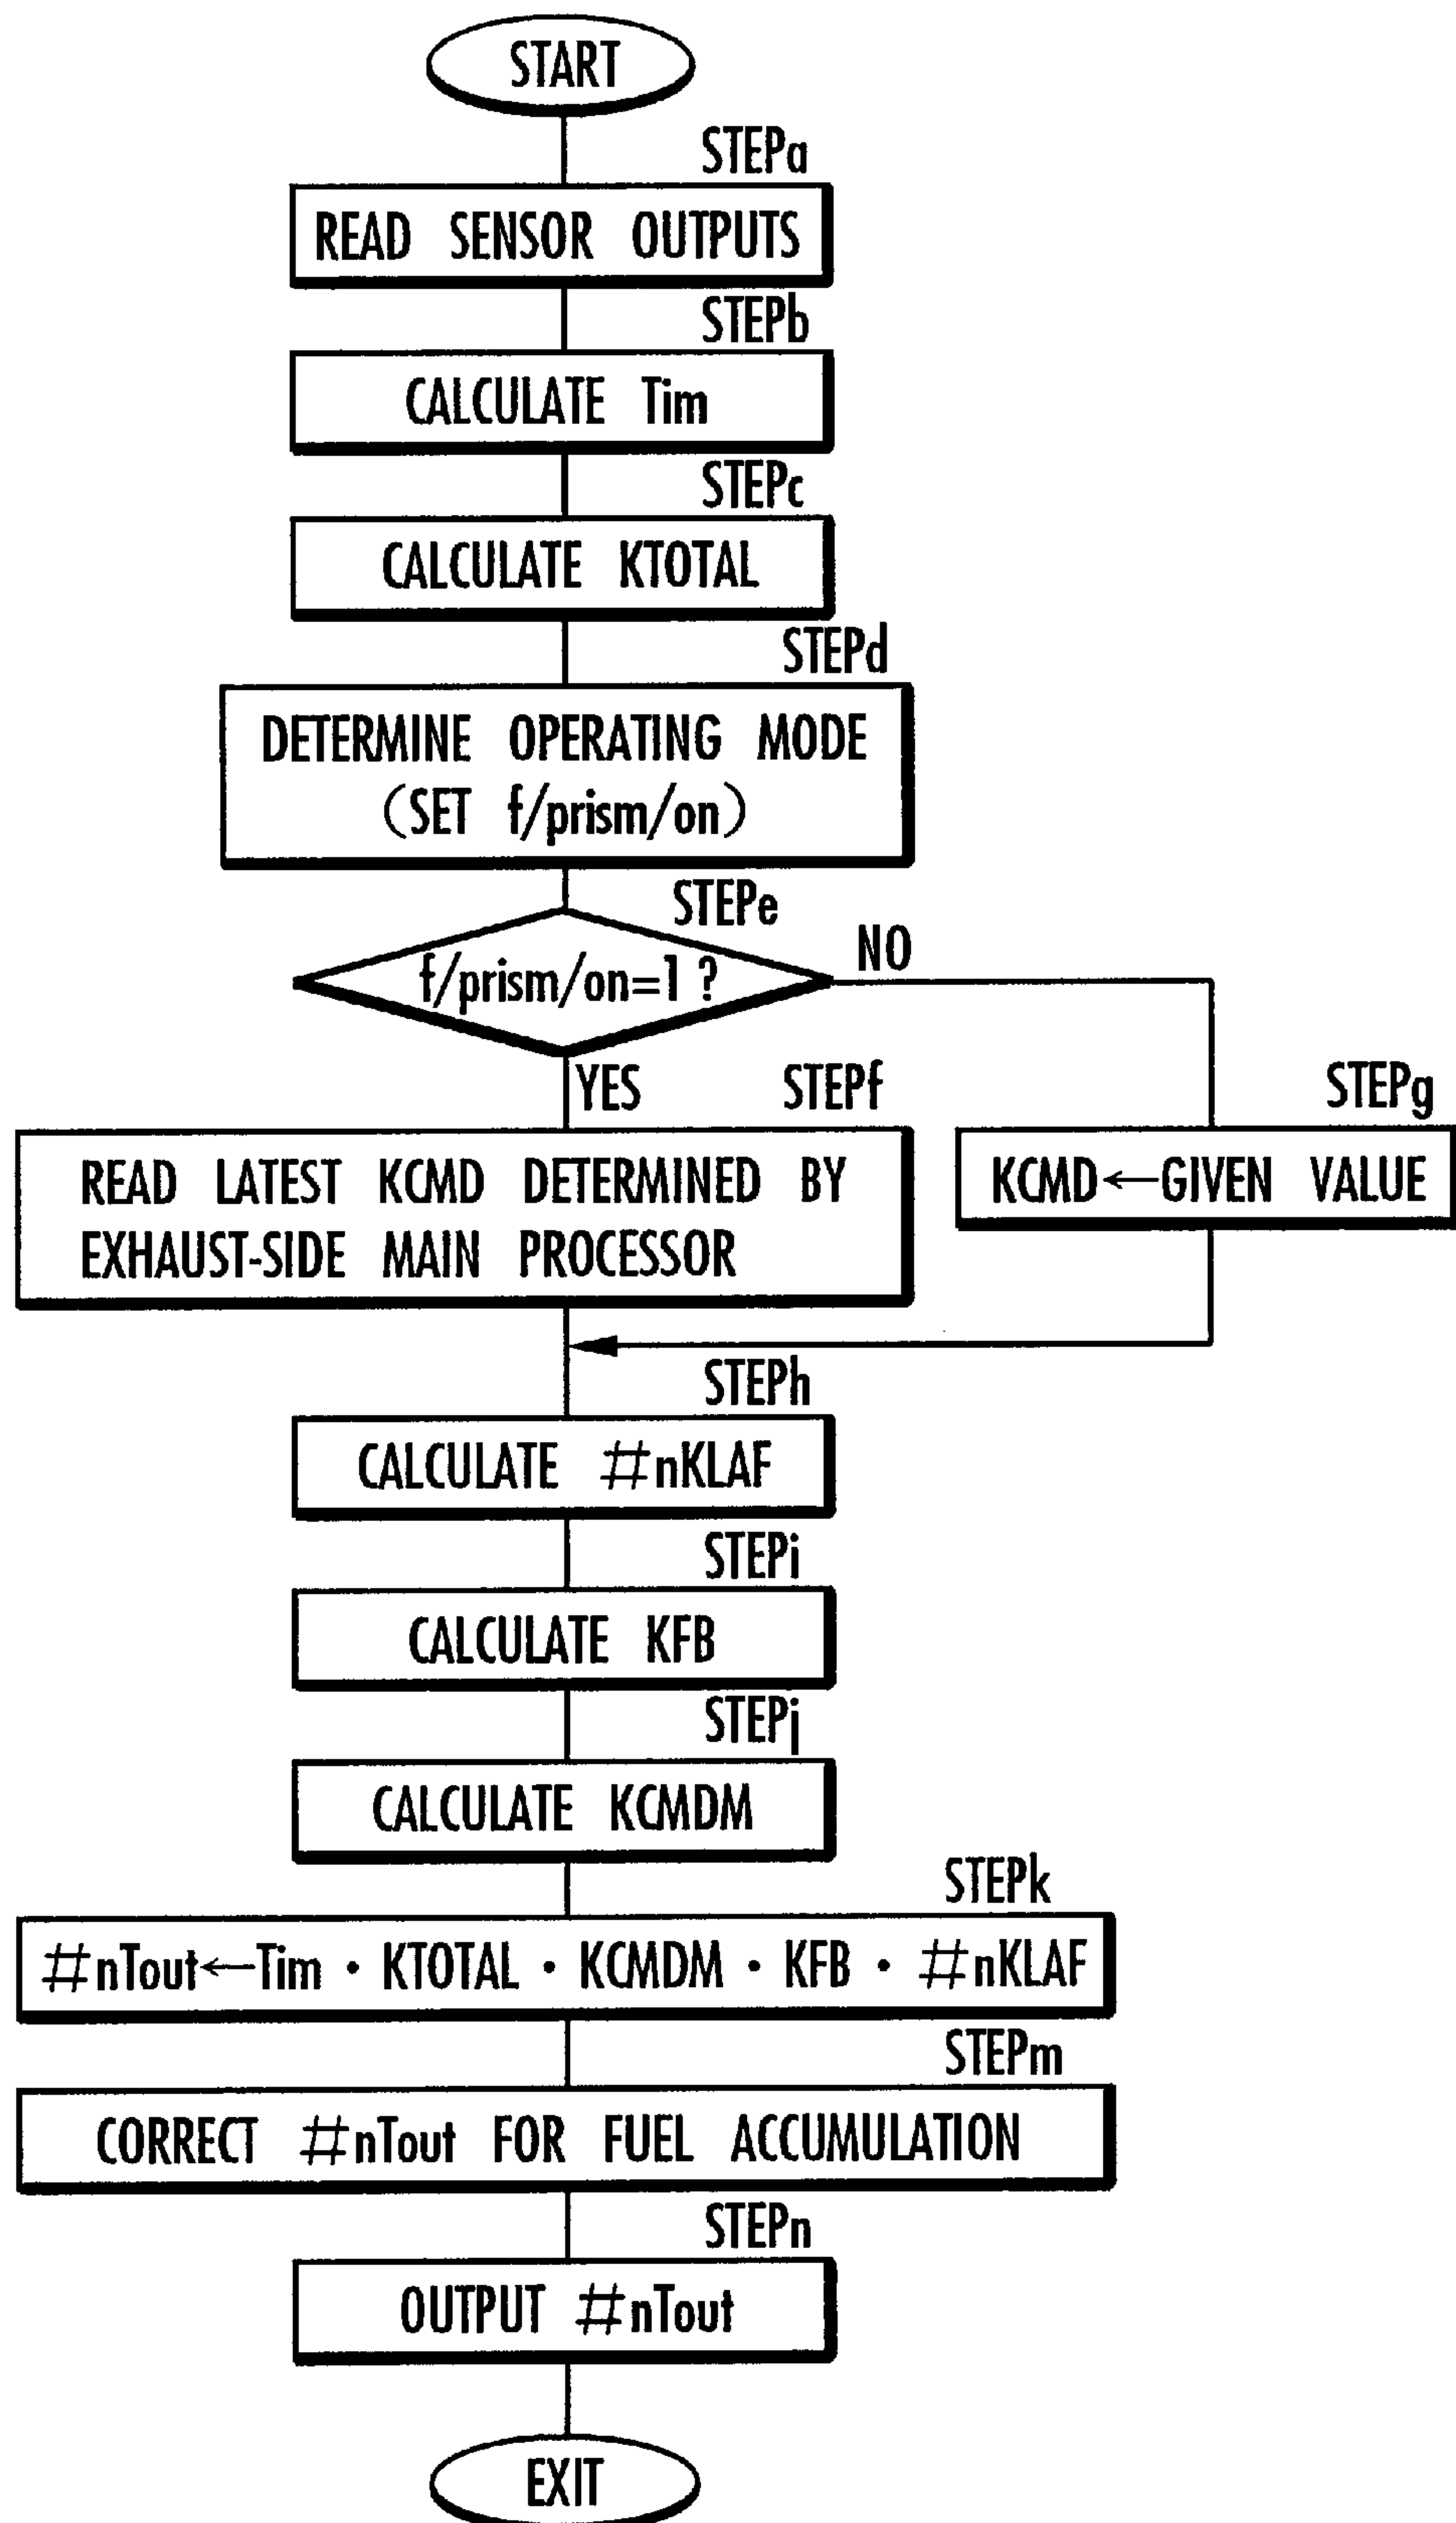 START
STEPa
READ SENSOR OUTPUTS
STEPb
CALCULATE Tim
STEPc
CALCULATE KTOTAL
STEPd
DETERMINE OPERATING MODE
(SET f/prism/on)
STEPe
f/prism/on=1 ?
NO
YES
STEPf
READ LATEST KCMD DETERMINED BY
EXHAUST-SIDE MAIN PROCESSOR
STEPg
KCMD←GIVEN VALUE
STEPh
CALCULATE #nKLAF
STEPi
CALCULATE KFB
STEPj
CALCULATE KCMDM
STEPk
#nTout←Tim · KTOTAL · KCMDM · KFB · #nKLAF
STEPm
CORRECT #nTout FOR FUEL ACCUMULATION
STEPn
OUTPUT #nTout
EXIT